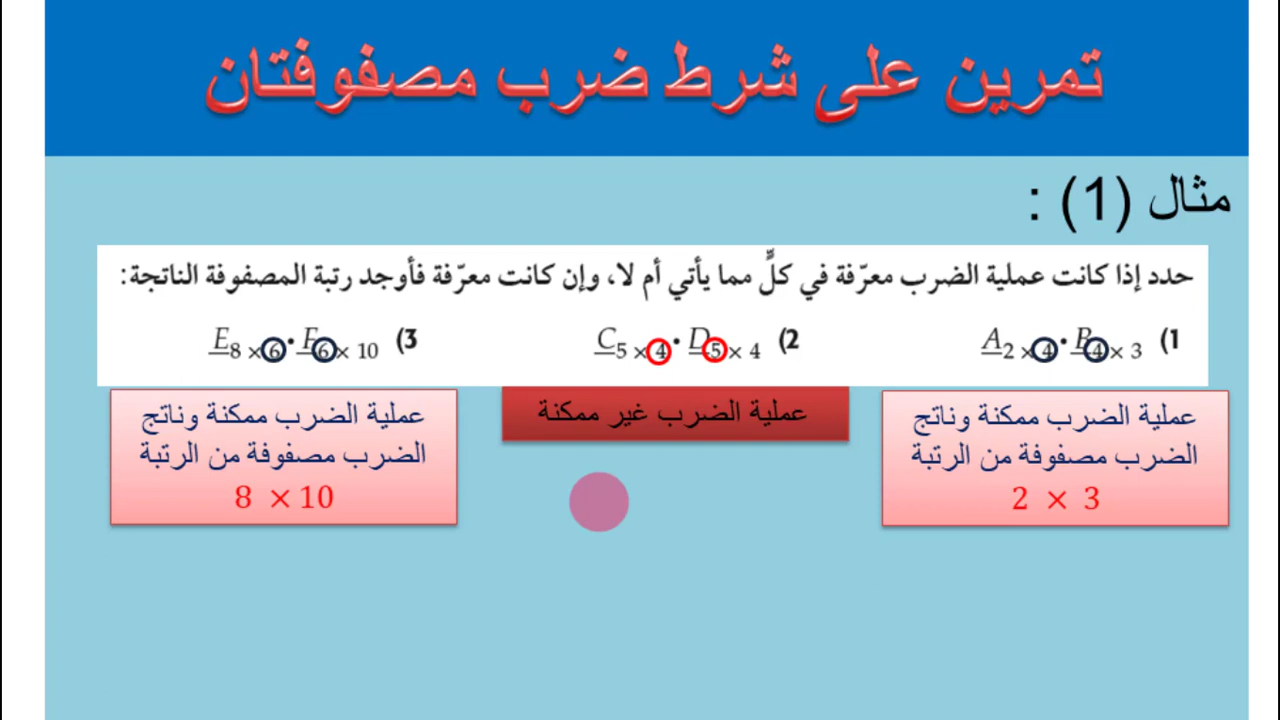 تمرين على شرط ضرب مصفوفتان
مثال (1) :
حدد إذا كانت عملية الضرب معرّفة في كلٍّ مما يأتي أم لا، وإن كانت معرّفة فأوجد رتبة المصفوفة الناتجة:
(1 A2 × 4 · B4 × 3
(2 C5 × 4 · D5 × 4
(3 E8 × 6 · F6 × 10
عملية الضرب ممكنة وناتج
الضرب مصفوفة من الرتبة
2 × 3
عملية الضرب غير ممكنة
عملية الضرب ممكنة وناتج
الضرب مصفوفة من الرتبة
8 × 10